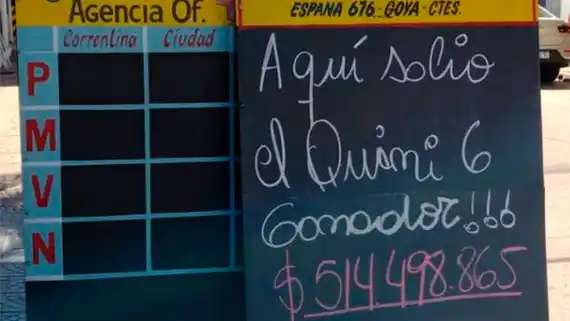 Agencia Of.
Correntina Ciudad
P
M
V
N
ESPAÑA 676 - GOYA - CTES.
Aquí salio
el Quini 6
Ganador!!!
$514.498.865